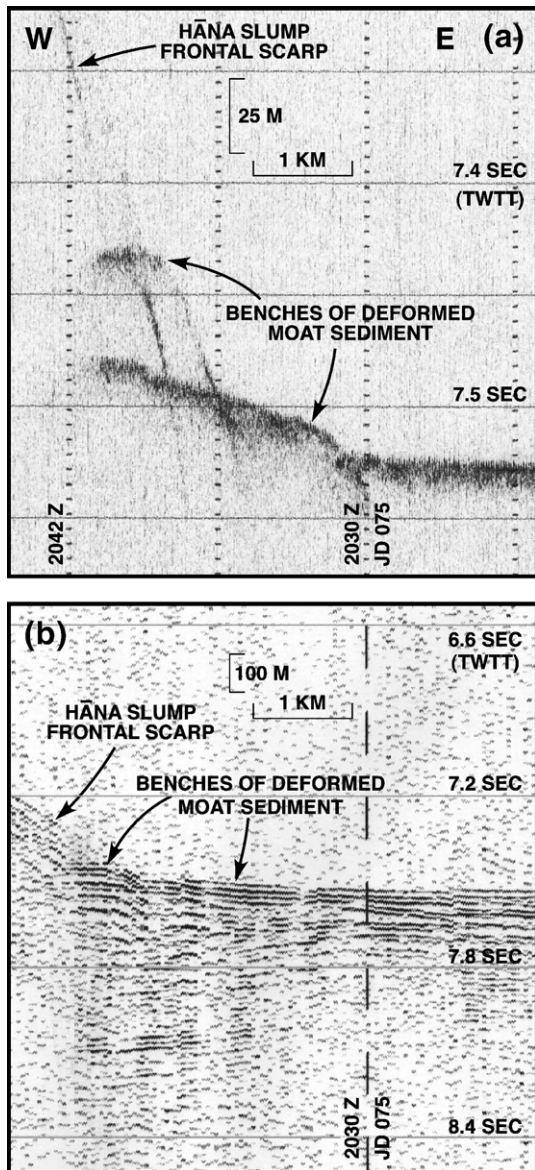 W
HĀNA SLUMP
FRONTAL SCARP
E
(a)
25 M
1 KM
7.4 SEC
(TWTT)
BENCHES OF DEFORMED
MOAT SEDIMENT
7.5 SEC
2042 Z
2030 Z
JD 075
(b)
6.6 SEC
(TWTT)
100 M
1 KM
HĀNA SLUMP
FRONTAL SCARP
7.2 SEC
BENCHES OF DEFORMED
MOAT SEDIMENT
7.8 SEC
2030 Z
JD 075
8.4 SEC